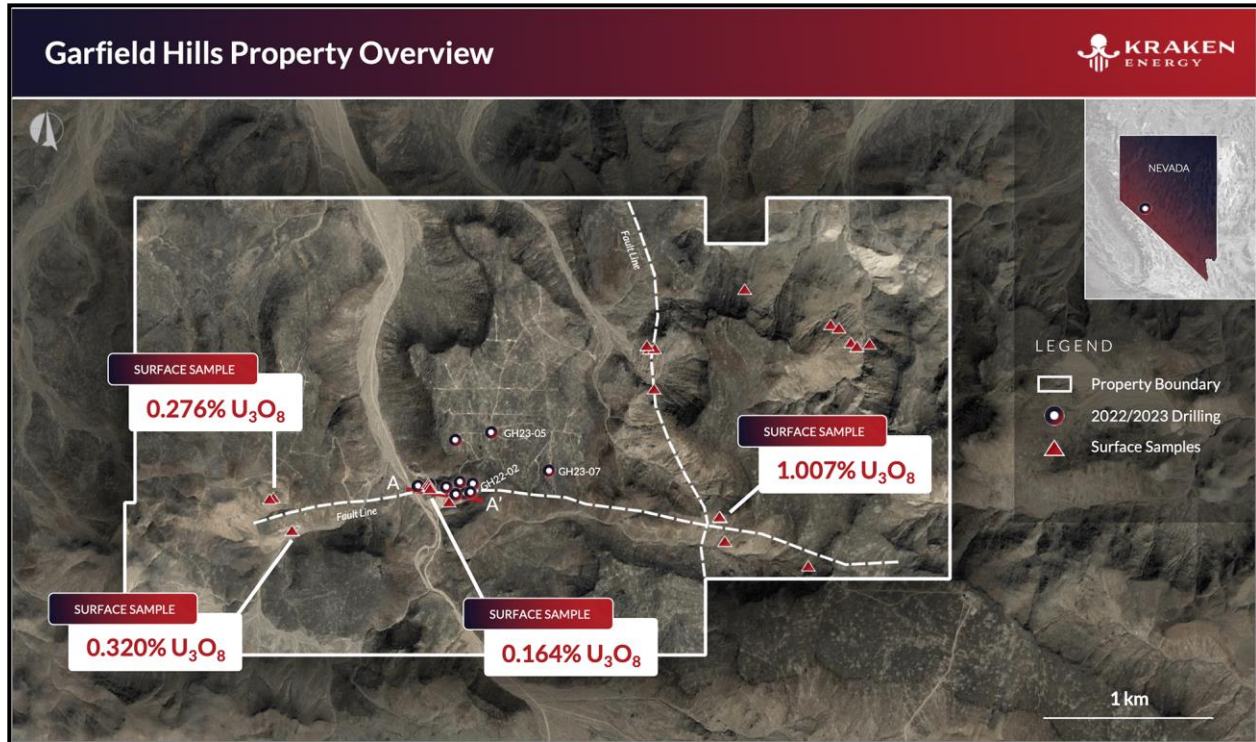 Garfield Hills Property Overview
KRAKEN
ENERGY
NEVADA
Fault Line
SURFACE SAMPLE
0.276% U₃O₈
GH23-05
GH23-07
GH22-02
A
A'
Fault Line
SURFACE SAMPLE
1.007% U₃O₈
SURFACE SAMPLE
0.320% U₃O₈
SURFACE SAMPLE
0.164% U₃O₈
LEGEND
Property Boundary
2022/2023 Drilling
Surface Samples
1 km